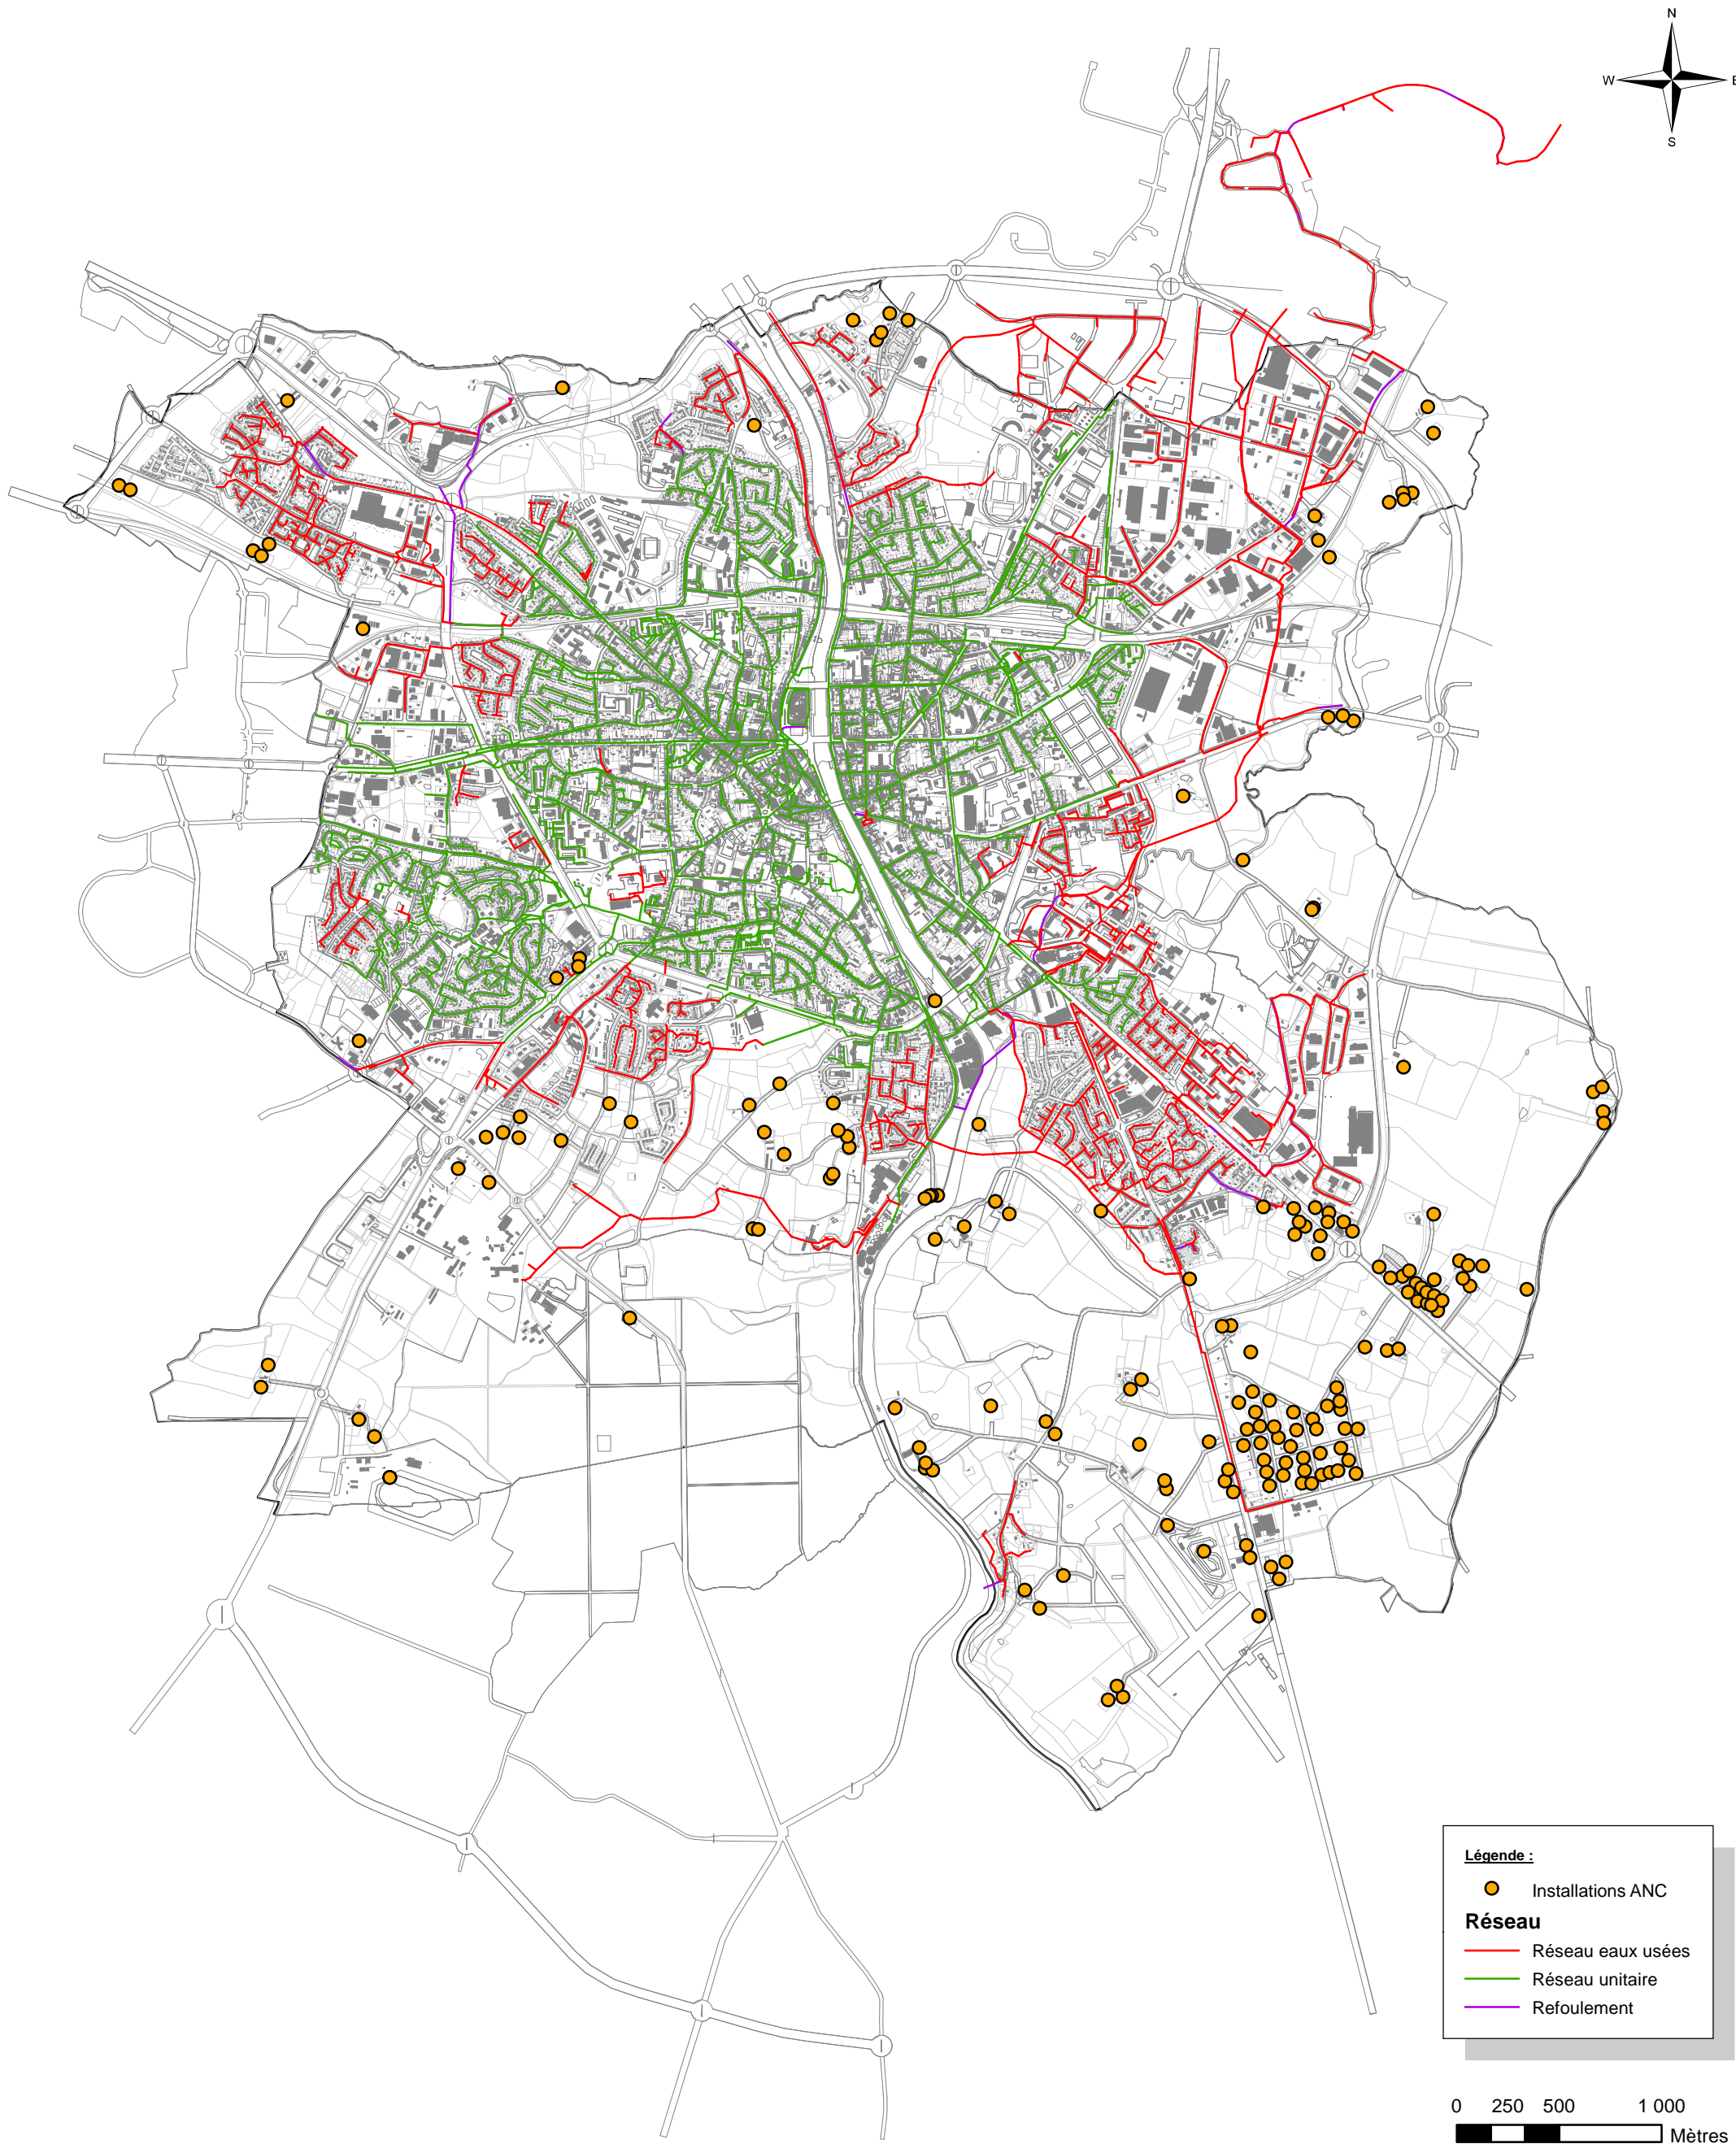 N
W E
S
Légende :
Installations ANC
Réseau
Réseau eaux usées
Réseau unitaire
Refoulement
0 250 500 1 000
Mètres